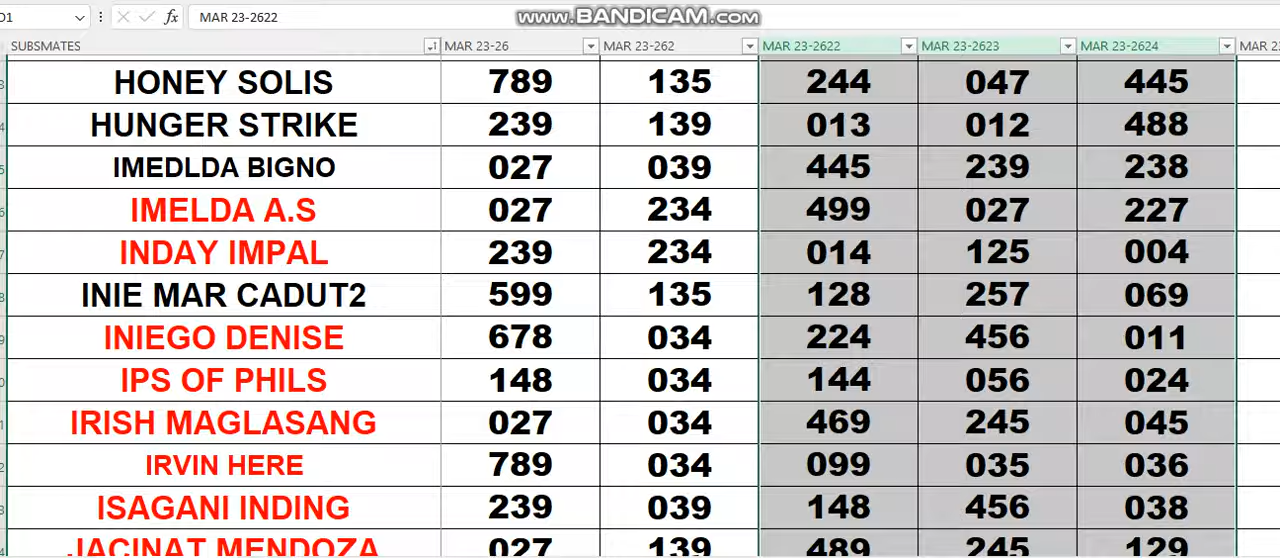 www.BANDICAM.com
D1 fx MAR 23-2622
SUBSMATES MAR 23-26 MAR 23-262 MAR 23-2622 MAR 23-2623 MAR 23-2624 MAR 23
HONEY SOLIS 789 135 244 047 445
HUNGER STRIKE 239 139 013 012 488
IMEDLDA BIGNO 027 039 445 239 238
IMELDA A.S 027 234 499 027 227
INDAY IMPAL 239 234 014 125 004
INIE MAR CADUT2 599 135 128 257 069
INIEGO DENISE 678 034 224 456 011
IPS OF PHILS 148 034 144 056 024
IRISH MAGLASANG 027 034 469 245 045
IRVIN HERE 789 034 099 035 036
ISAGANI INDING 239 039 148 456 038
JACINAT MENDOZA 027 139 489 245 129